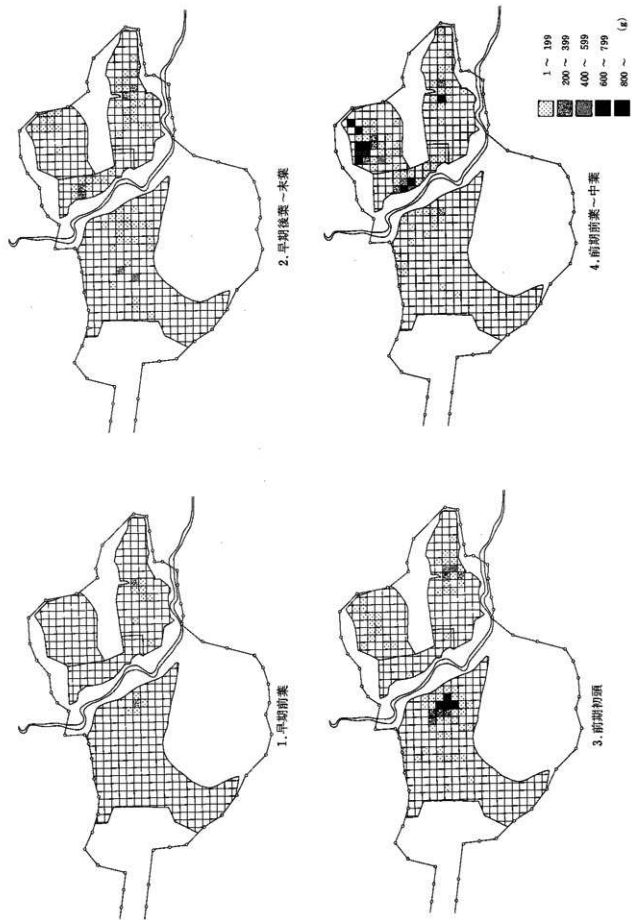 1.早期前葉
2.早期後葉～末葉
3.前期初頭
4.前期前葉～中葉
1 ～ 199
200 ～ 399
400 ～ 599
600 ～ 799
800 ～
(g)